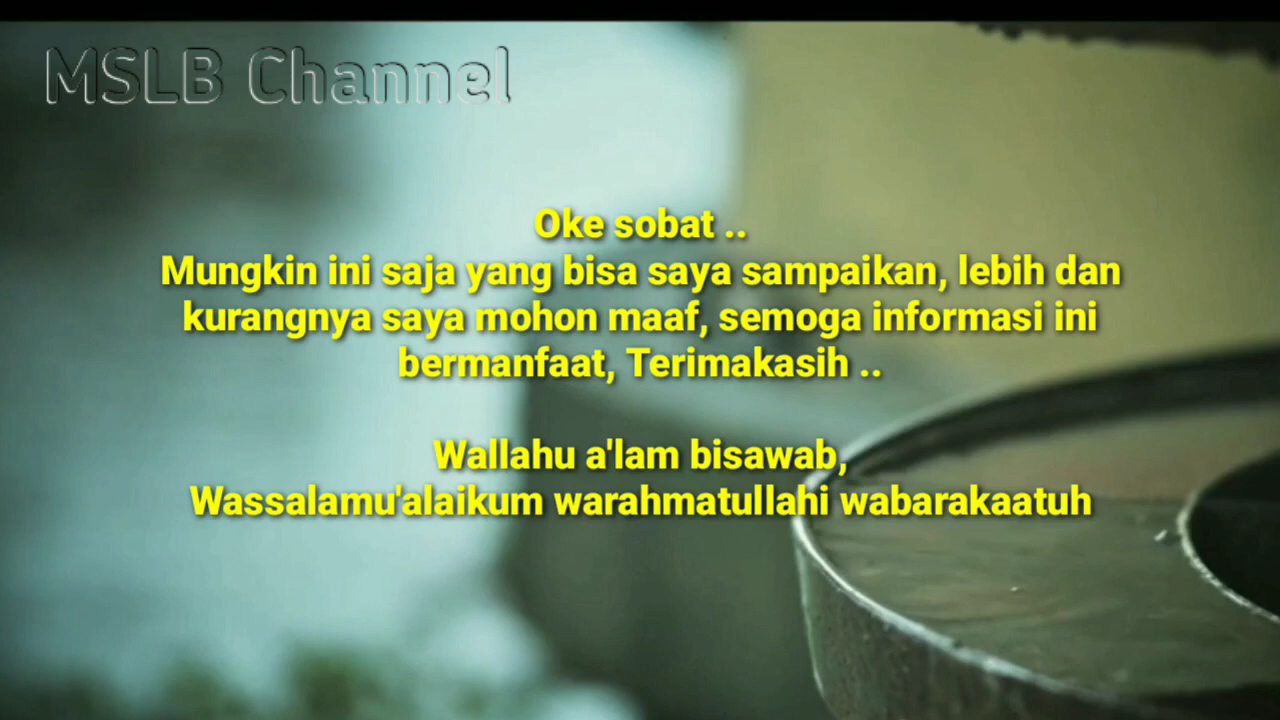 MSLB Channel
Oke sobat ..
Mungkin ini saja yang bisa saya sampaikan, lebih dan
kurangnya saya mohon maaf, semoga informasi ini
bermanfaat, Terimakasih ..
Wallahu a'lam bisawab,
Wassalamu'alaikum warahmatullahi wabarakaatuh